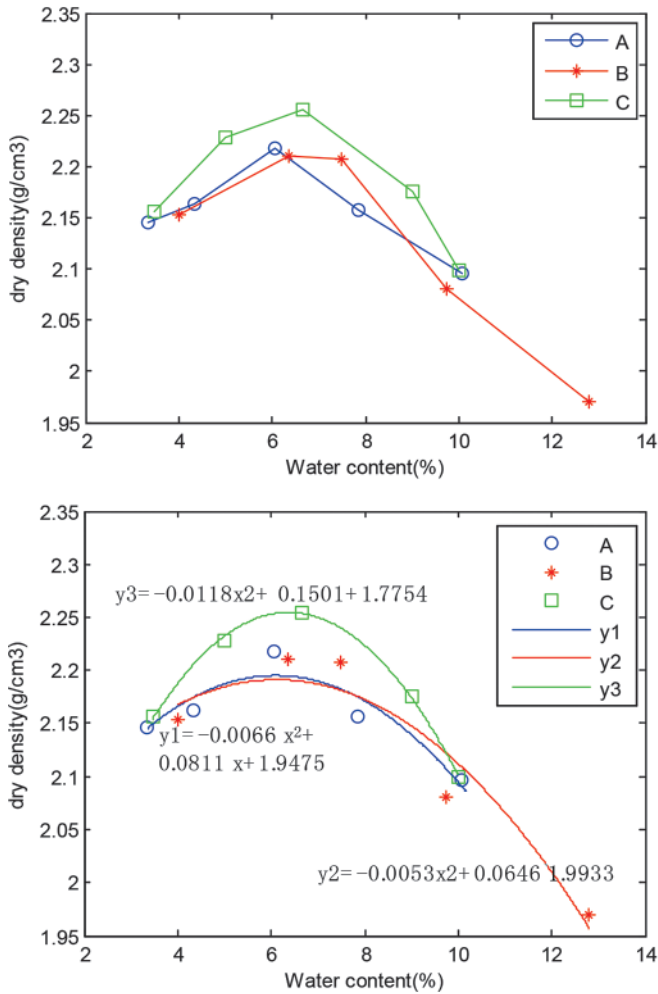 2.35
2.3
2.25
2.2
2.15
2.1
2.05
2
1.95
dry density(g/cm3)
A
B
C
2 4 6 8 10 12 14
Water content(%)
2.35
2.3
2.25
2.2
2.15
2.1
2.05
2
1.95
dry density(g/cm3)
A
B
C
y1
y2
y3
y3=-0.0118x2+ 0.1501+1.7754
y1=-0.0066 x²+
0.0811 x+1.9475
y2=-0.0053x2+0.0646 1.9933
2 4 6 8 10 12 14
Water content(%)